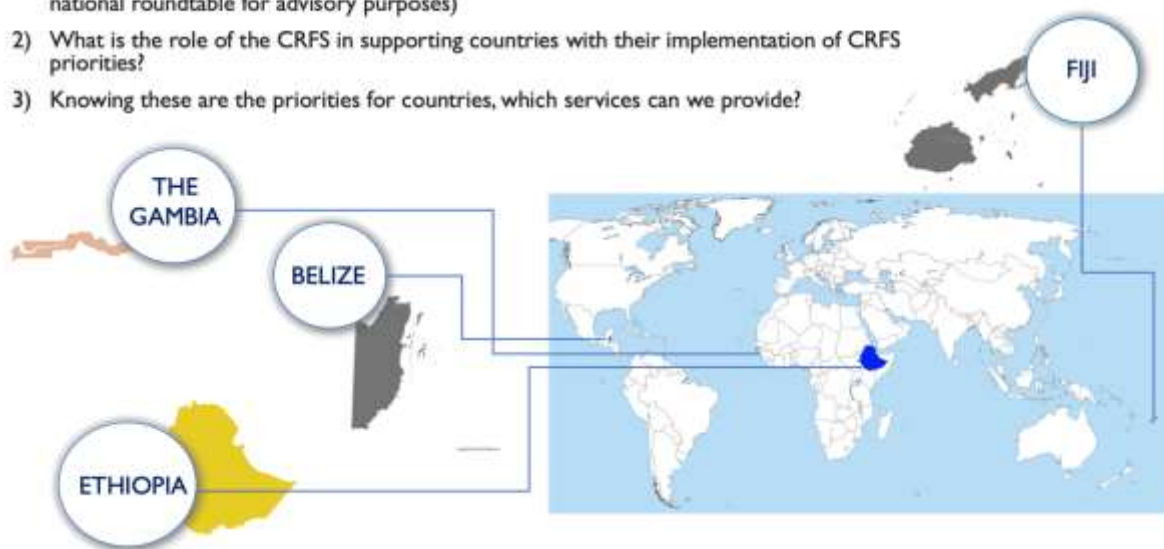 national roundtable for advisory purposes)
2) What is the role of the CRFS in supporting countries with their implementation of CRFS
priorities?
3) Knowing these are the priorities for countries, which services can we provide?
FIJI
THE
GAMBIA
BELIZE
ETHIOPIA